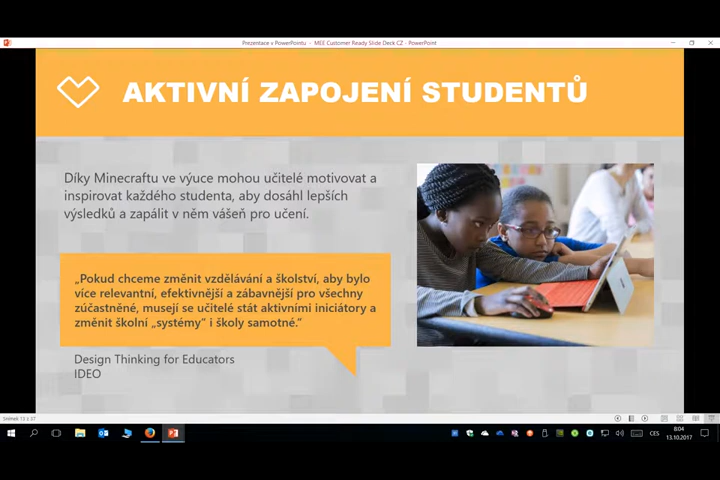 Prezentace v PowerPointu - MEE Customer Ready Slide Deck CZ - PowerPoint
AKTIVNÍ ZAPOJENÍ STUDENTŮ
Díky Minecraftu ve výuce mohou učitelé motivovat a
inspirovat každého studenta, aby dosáhl lepších
výsledků a zapálit v něm vášeň pro učení.
„Pokud chceme změnit vzdělávání a školství, aby bylo
více relevantní, efektivnější a zábavnější pro všechny
zúčastněné, musejí se učitelé stát aktivními iniciátory a
změnit školní „systémy“ i školy samotné.“
Design Thinking for Educators
IDEO
Snímek 13 z 37
CES
8:04
13.10.2017